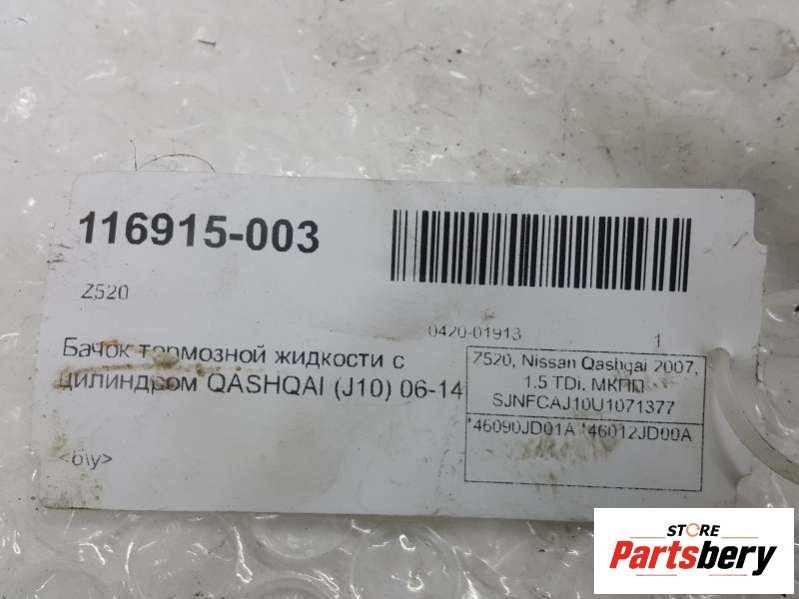 116915-003
Z520
0420-01913 1
Бачок тормозной жидкости с
цилиндром QASHQAI (J10) 06-14
Z520, Nissan Qashqai 2007,
1.5 TDi. МКПП
SJNFCAJ10U1071377
'46090JD01A '46012JD00A
<b\y>
STORE
Partsbery